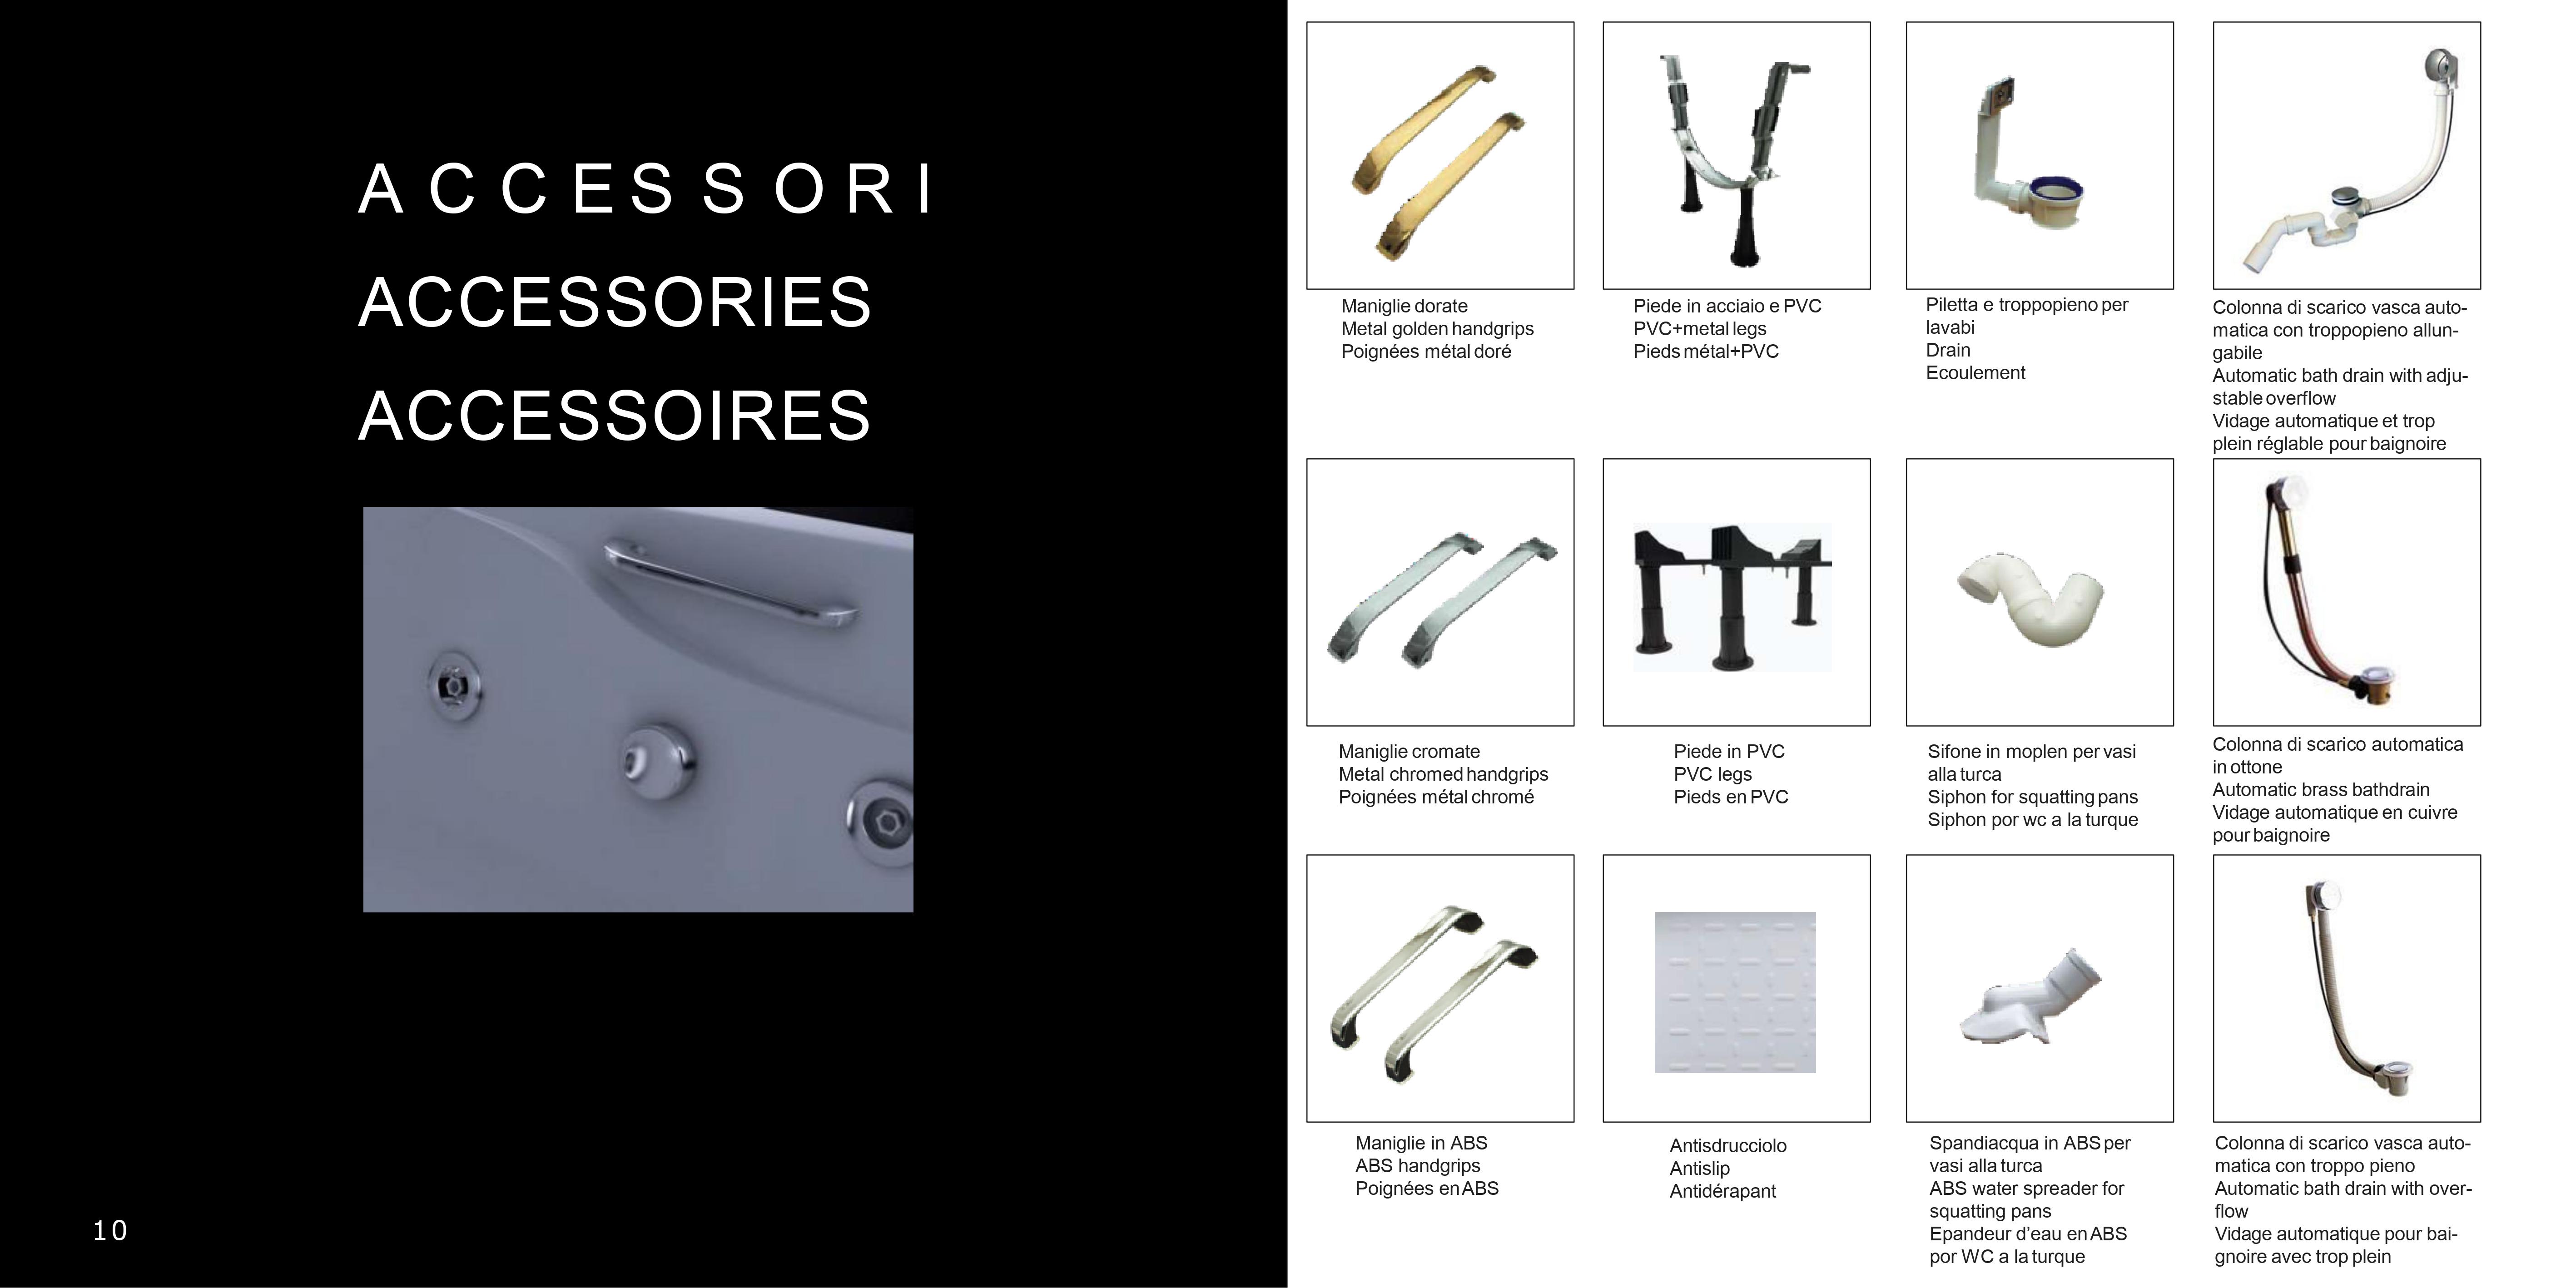 ACCESSORI
ACCESSORIES
ACCESSOIRES
10
Maniglie dorate
Metal golden handgrips
Poignées métal doré
Piede in acciaio e PVC
PVC+metal legs
Pieds métal+PVC
Piletta e troppopieno per
lavabi
Drain
Ecoulement
Colonna di scarico vasca auto-
matica con troppopieno allun-
gabile
Automatic bath drain with adju-
stable overflow
Vidage automatique et trop
plein réglable pour baignoire
Maniglie cromate
Metal chromed handgrips
Poignées métal chromé
Piede in PVC
PVC legs
Pieds en PVC
Sifone in moplen per vasi
alla turca
Siphon for squatting pans
Siphon por wc a la turque
Colonna di scarico automatica
in ottone
Automatic brass bathdrain
Vidage automatique en cuivre
pour baignoire
Maniglie in ABS
ABS handgrips
Poignées en ABS
Antisdrucciolo
Antislip
Antidérapant
Spandiacqua in ABS per
vasi alla turca
ABS water spreader for
squatting pans
Epandeur d'eau en ABS
por WC a la turque
Colonna di scarico vasca auto-
matica con troppo pieno
Automatic bath drain with over-
flow
Vidage automatique pour bai-
gnoire avec trop plein